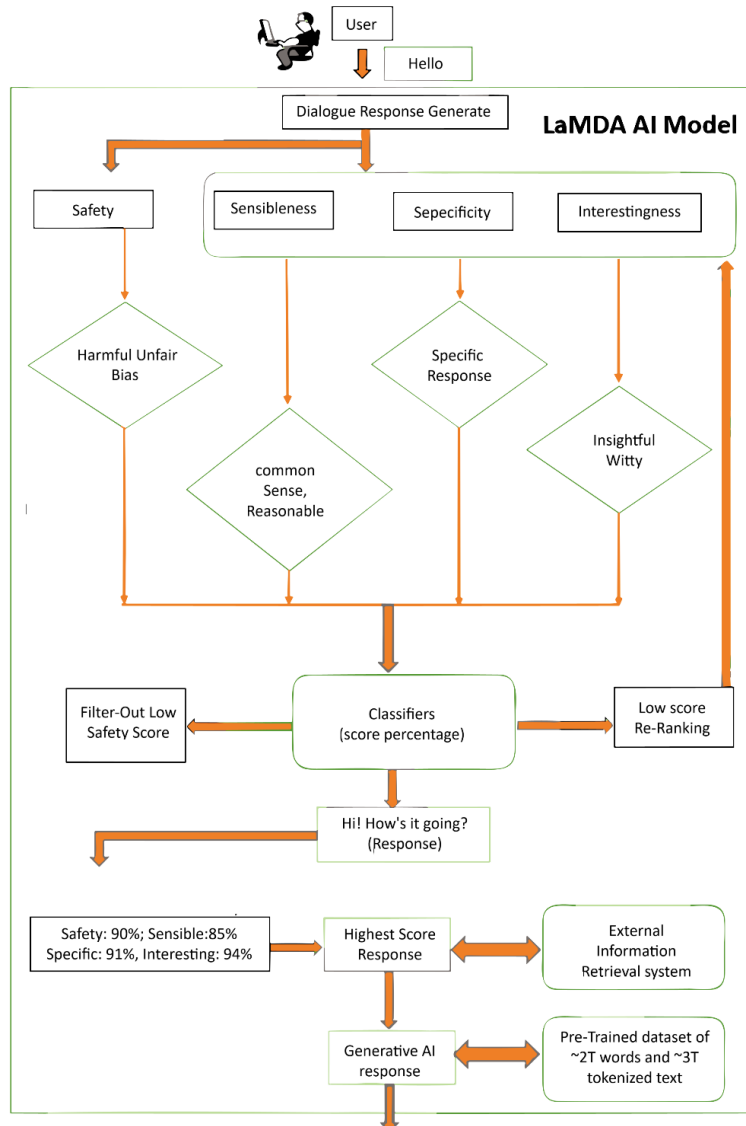 User
Hello
Dialogue Response Generate
LaMDA AI Model
Safety
Sensibleness
Sepecificity
Interestingness
Harmful Unfair
Bias
Specific
Response
Insightful
Witty
common
Sense,
Reasonable
Filter-Out Low
Safety Score
Classifiers
(score percentage)
Low score
Re-Ranking
Hi! How's it going?
(Response)
Safety: 90%; Sensible:85%
Specific: 91%, Interesting: 94%
Highest Score
Response
External
Information
Retrieval system
Generative AI
response
Pre-Trained dataset of
~2T words and ~3T
tokenized text